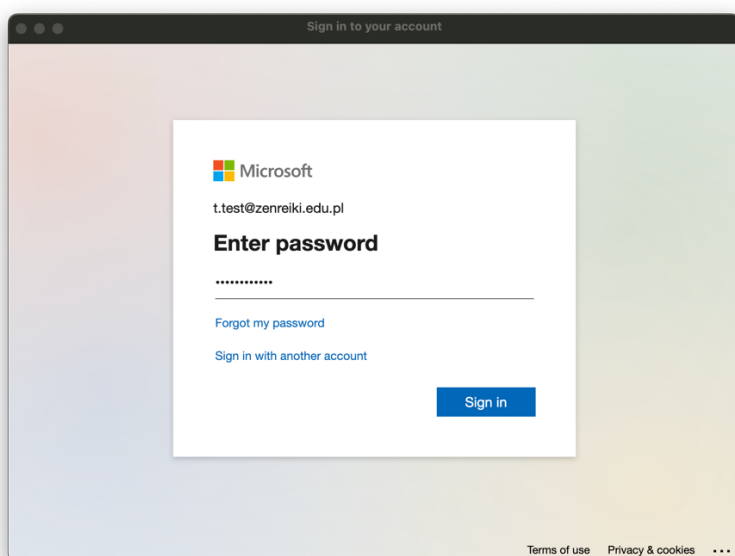 Sign in to your account
Microsoft
t.test@zenreiki.edu.pl
Enter password
••••••••••••
Forgot my password
Sign in with another account
Sign in
Terms of use Privacy & cookies ...